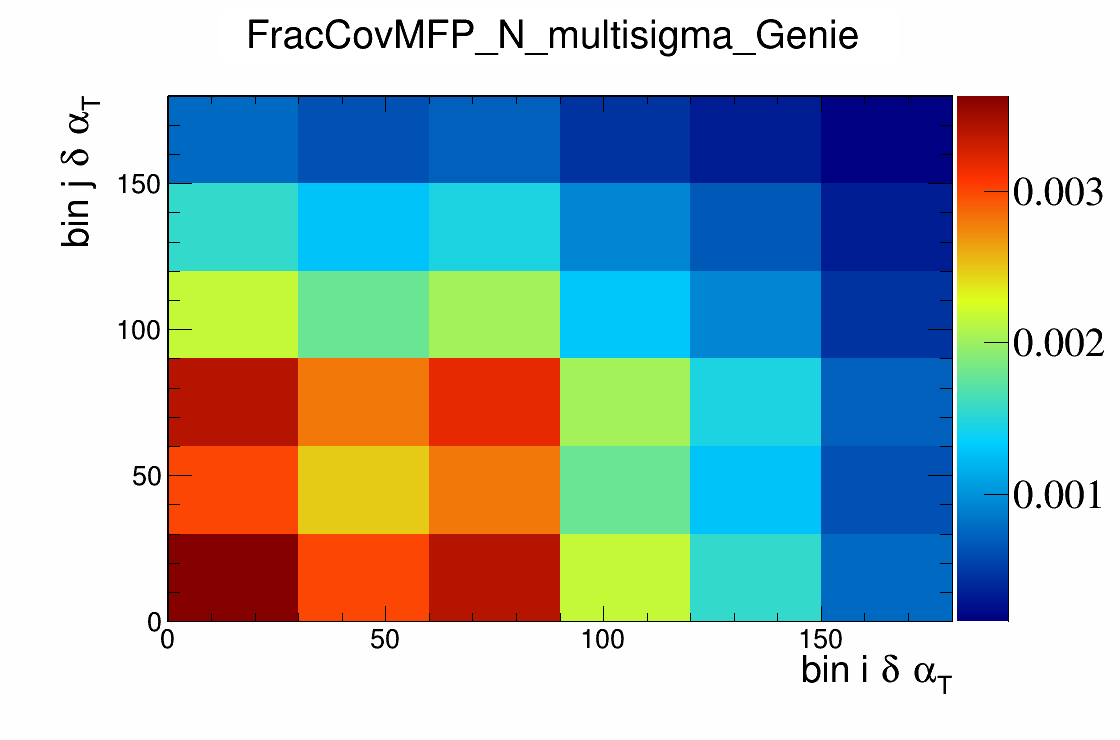 FracCovMFP_N_multisigma_Genie
bin j δ α_T
150
100
50
0
0 50 100 150
bin i δ α_T
0.003
0.002
0.001